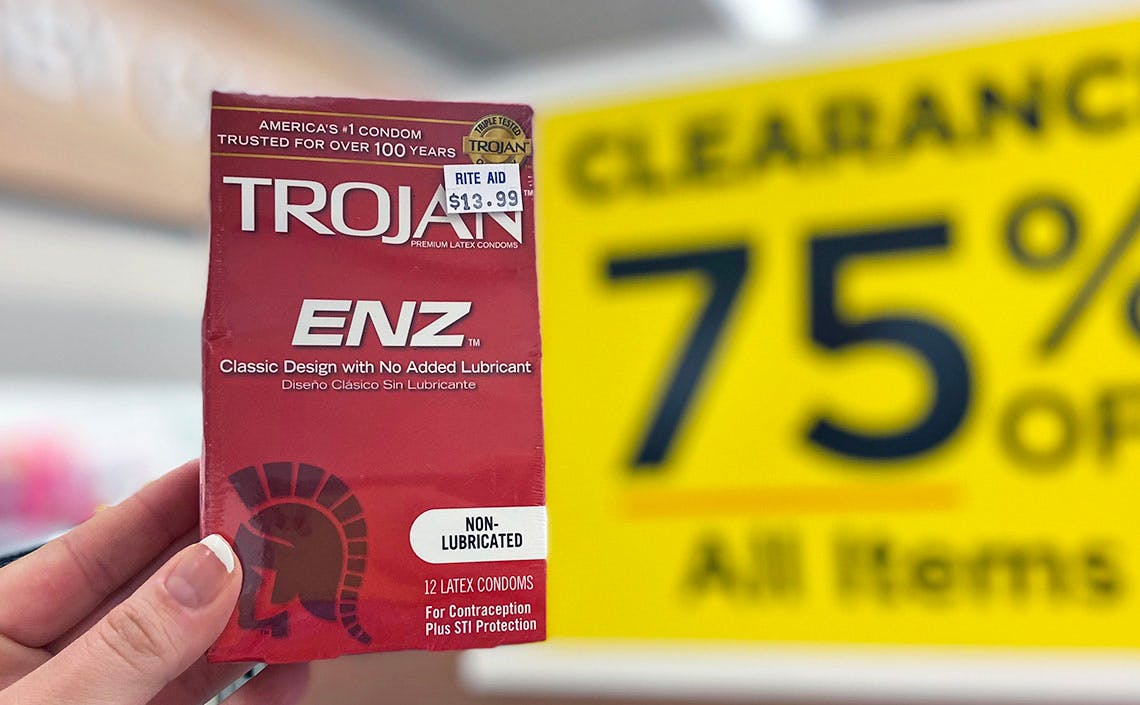 AMERICA'S #1 CONDOM
TRUSTED FOR OVER 100 YEARS
TRIPLE TESTED
TROJAN
RITE AID
$13.99
TROJAN™
PREMIUM LATEX CONDOMS
ENZ™
Classic Design with No Added Lubricant
Diseño Clásico Sin Lubricante
NON-
LUBRICATED
12 LATEX CONDOMS
For Contraception
Plus STI Protection
CLEARANC
75%
OF
All Items